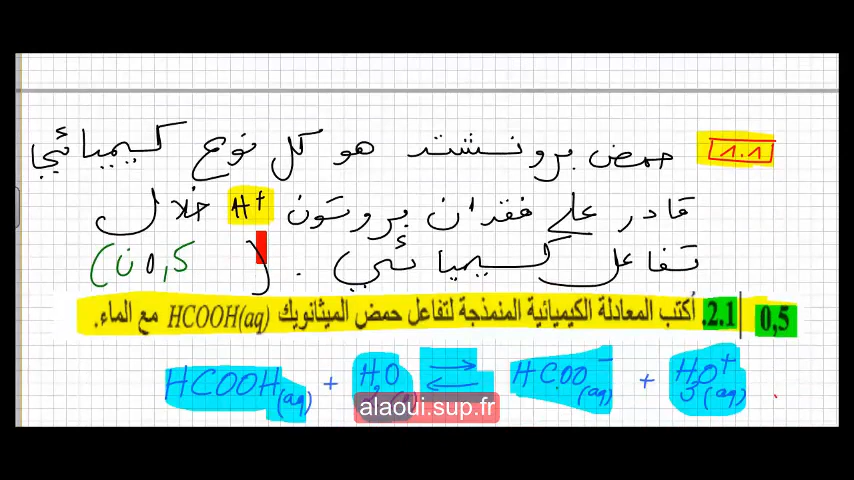 1.1 حمض برونشتد هو كل نوع كيميائي
قادر على فقدان بروتون H+ خلال
تفاعل كيميائي . (0,5 ن)
0,5 2.1. أكتب المعادلة الكيميائية المنمذجة لتفاعل حمض الميثانويك HCOOH(aq) مع الماء.
HCOOH(aq) + H2O(l) ⇌ HCOO−(aq) + H3O+(aq)
alaoui.sup.fr